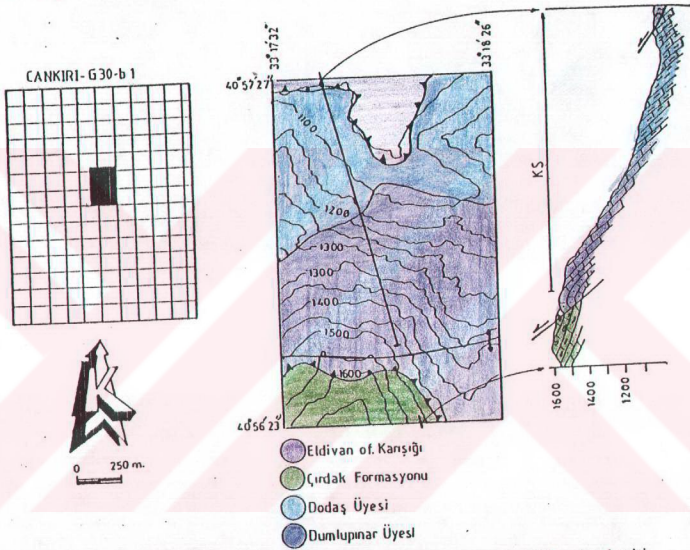 ÇANKIRI-G30-b1
33° 17' 32"
33° 18' 26"
40° 57' 27"
1100
1200
1300
1300
1400
1500
1600
40° 56' 23"
0 250 m.
KS
1600
1400
1200
Eldivan of. Karışığı
Çırdak Formasyonu
Dodaş Üyesi
Dumlupınar Üyesi